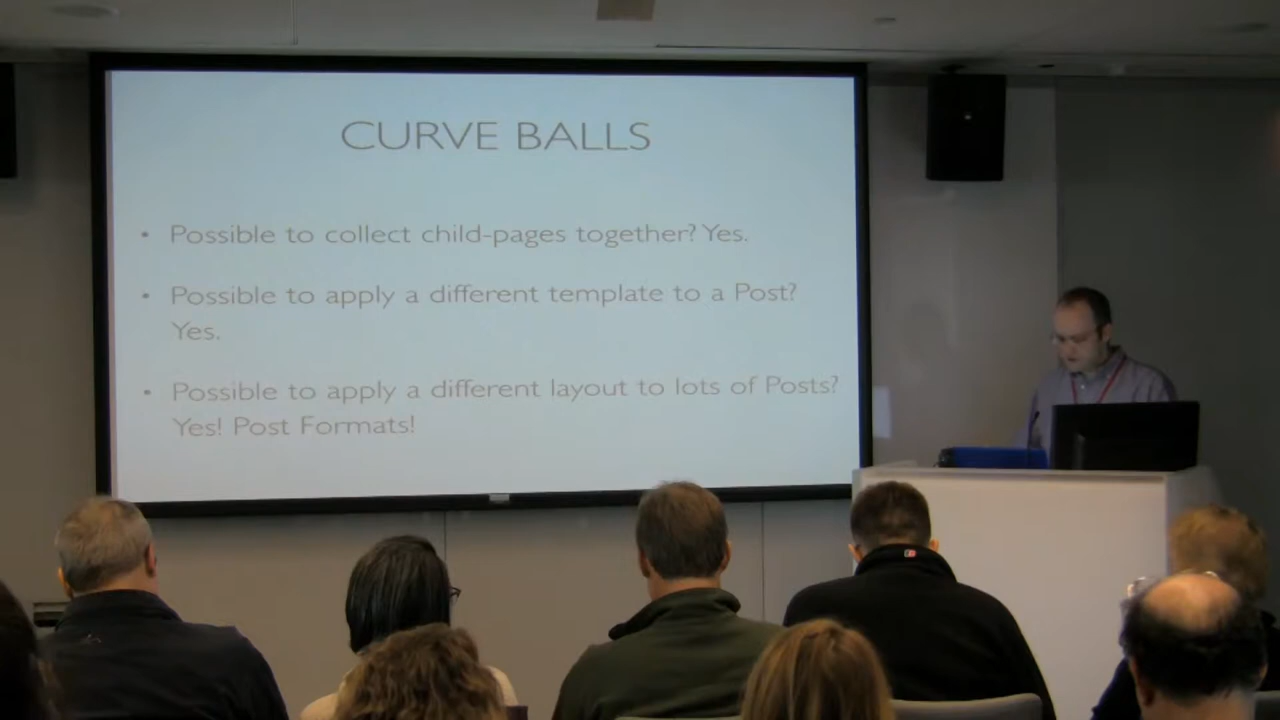 CURVE BALLS
• Possible to collect child-pages together? Yes.
• Possible to apply a different template to a Post?
Yes.
• Possible to apply a different layout to lots of Posts?
Yes! Post Formats!